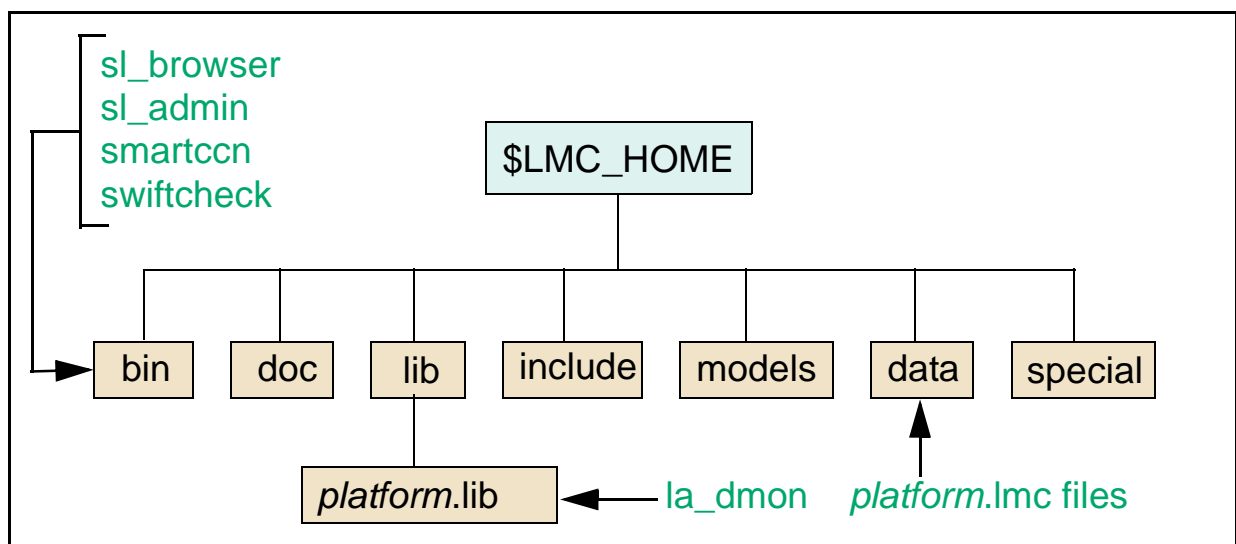 sl_browser
sl_admin
smartccn
swiftcheck
$LMC_HOME
bin
doc
lib
include
models
data
special
platform.lib
la_dmon
platform.lmc files